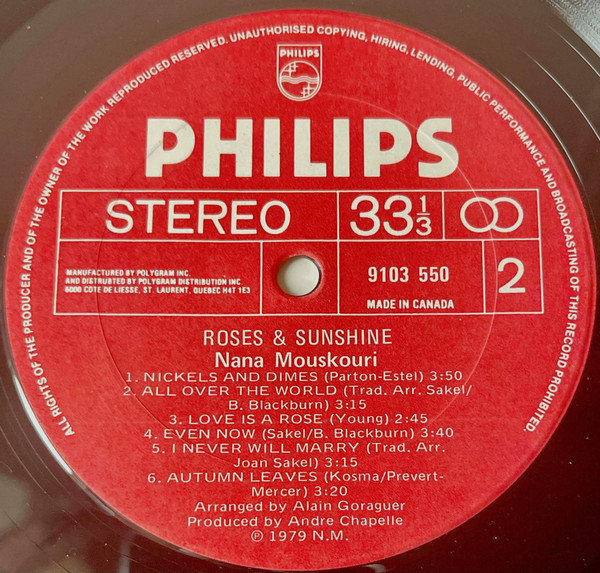 ALL RIGHTS OF THE PRODUCER AND OF THE OWNER OF THE WORK REPRODUCED RESERVED. UNAUTHORISED COPYING, HIRING, LENDING, PUBLIC PERFORMANCE AND BROADCASTING OF THIS RECORD PROHIBITED.
PHILIPS
PHILIPS
STEREO 33 1/3
MANUFACTURED BY POLYGRAM INC.
AND DISTRIBUTED BY POLYGRAM DISTRIBUTION INC
6000 COTE DE LIESSE, ST. LAURENT, QUEBEC H4T 1E3
9103 550
MADE IN CANADA
2
ROSES & SUNSHINE
Nana Mouskouri
1. NICKELS AND DIMES (Parton-Estel) 3:50
2. ALL OVER THE WORLD (Trad. Arr. Sakel/
B. Blackburn) 3:15
3. LOVE IS A ROSE (Young) 2:45
4. EVEN NOW (Sakel/B. Blackburn) 3:40
5. I NEVER WILL MARRY (Trad. Arr.
Joan Sakel) 3:15
6. AUTUMN LEAVES (Kosma/Prevert-
Mercer) 3:20
Arranged by Alain Goraguer
Produced by Andre Chapelle
℗ 1979 N.M.